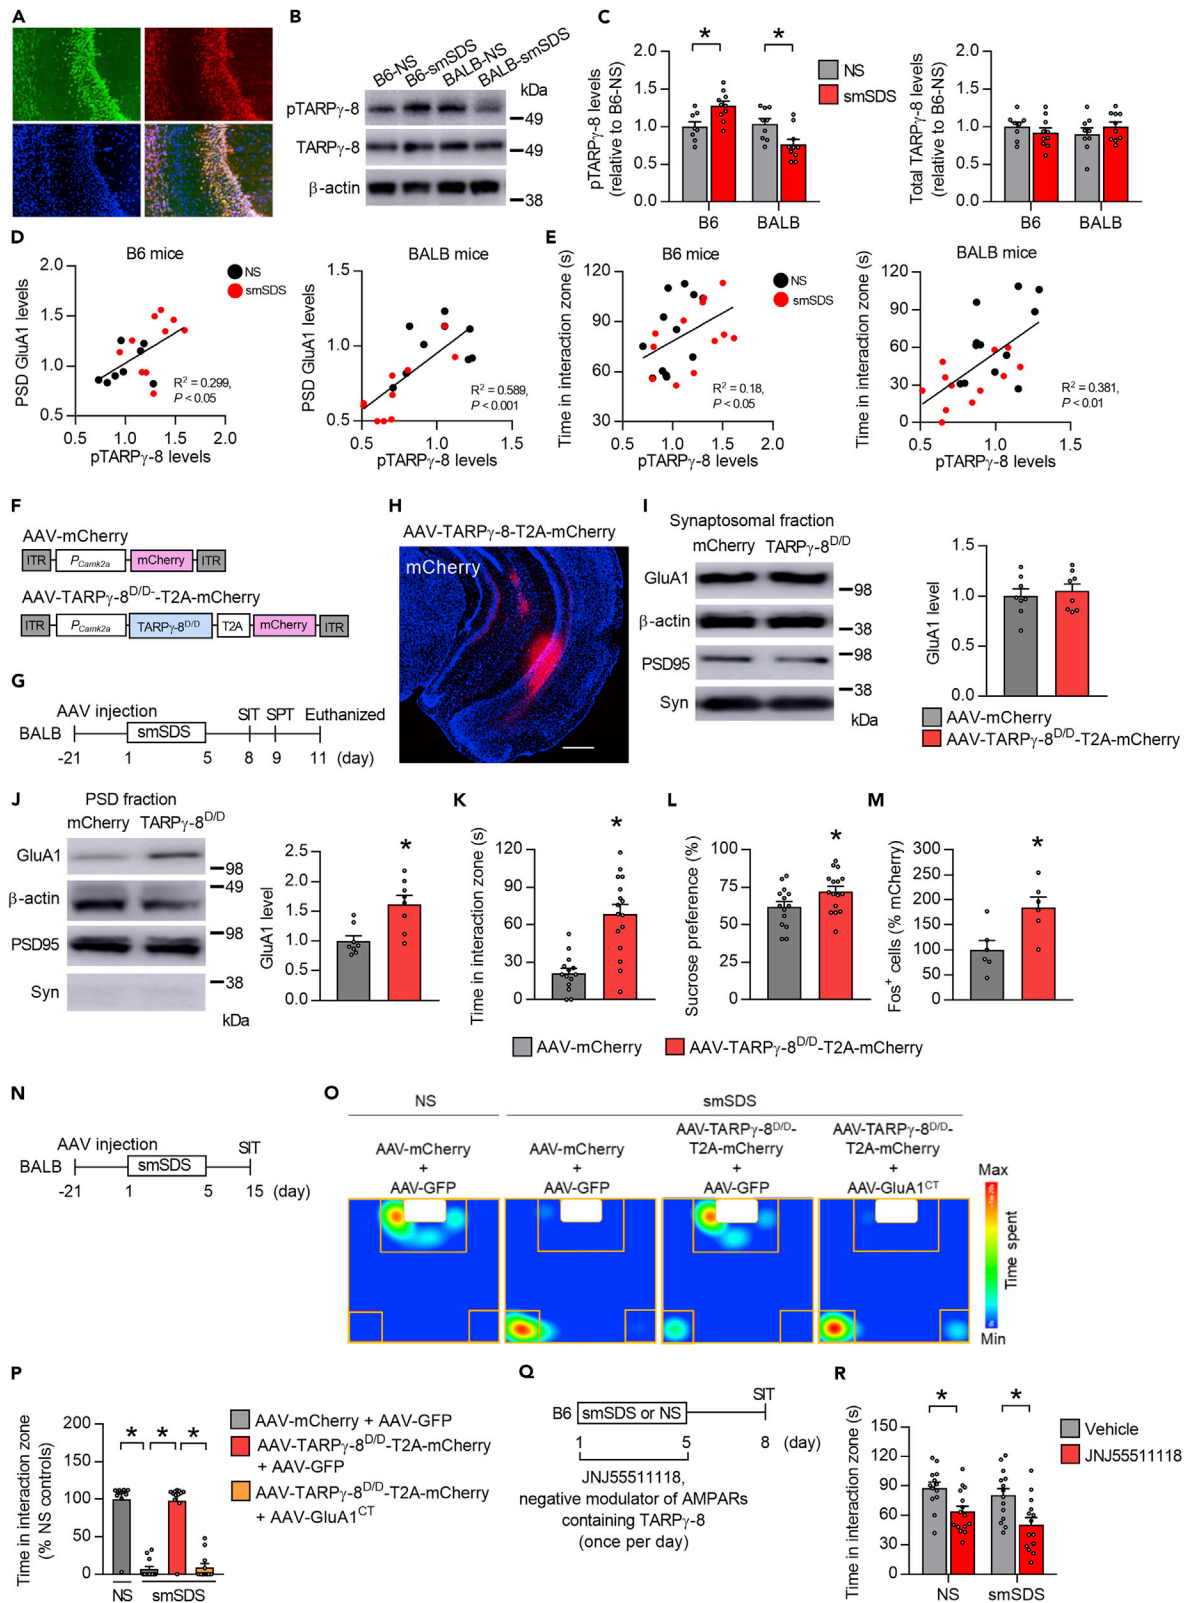 A
B
B6-NS
B6-smSDS
BALB-NS
BALB-smSDS
kDa
pTARPγ-8
49
TARPγ-8
49
β-actin
38
C
pTARPγ-8 levels
(relative to B6-NS)
2.0
1.5
1.0
0.5
0.0
*
*
B6
BALB
NS
smSDS
Total TARPγ-8 levels
(relative to B6-NS)
2.0
1.5
1.0
0.5
0.0
B6
BALB
D
B6 mice
PSD GluA1 levels
2.0
1.5
1.0
0.5
0.5
1.0
1.5
2.0
pTARPγ-8 levels
R² = 0.299,
P < 0.05
NS
smSDS
BALB mice
PSD GluA1 levels
1.5
1.0
0.5
0.5
1.0
1.5
pTARPγ-8 levels
R² = 0.589,
P < 0.001
E
B6 mice
Time in interaction zone (s)
120
90
60
30
0.5
1.0
1.5
2.0
pTARPγ-8 levels
R² = 0.18,
P < 0.05
NS
smSDS
BALB mice
Time in interaction zone (s)
120
90
60
30
0
0.5
1.0
1.5
pTARPγ-8 levels
R² = 0.381,
P < 0.01
F
AAV-mCherry
ITR PCamk2a mCherry ITR
AAV-TARPγ-8D/D--T2A-mCherry
ITR PCamk2a TARPγ-8D/D T2A mCherry ITR
G
AAV injection
SIT SPT Euthanized
BALB
smSDS
-21 1 5 8 9 11 (day)
H
AAV-TARPγ-8-T2A-mCherry
mCherry
I
Synaptosomal fraction
mCherry TARPγ-8D/D
GluA1
98
β-actin
38
PSD95
98
38
Syn
kDa
GluA1 level
1.5
1.0
0.5
0.0
AAV-mCherry
AAV-TARPγ-8D/D-T2A-mCherry
J
PSD fraction
mCherry TARPγ-8D/D
GluA1
98
49
β-actin
38
98
PSD95
38
Syn
kDa
GluA1 level
2.5
2.0
1.5
1.0
0.5
0.0
*
K
Time in interaction zone (s)
120
90
60
30
0
*
L
Sucrose preference (%)
100
75
50
25
0
*
M
Fos+ cells (% mCherry)
300
250
200
150
100
50
0
*
AAV-mCherry
AAV-TARPγ-8D/D-T2A-mCherry
N
AAV injection
SIT
BALB
smSDS
-21 1 5 15 (day)
O
NS
smSDS
AAV-mCherry
+
AAV-GFP
AAV-mCherry
+
AAV-GFP
AAV-TARPγ-8D/D-
T2A-mCherry
+
AAV-GFP
AAV-TARPγ-8D/D-
T2A-mCherry
+
AAV-GluA1CT
Max
Time spent
Min
P
Time in interaction zone
(% NS controls)
200
150
100
50
0
* * *
NS
smSDS
AAV-mCherry + AAV-GFP
AAV-TARPγ-8D/D-T2A-mCherry
+ AAV-GFP
AAV-TARPγ-8D/D-T2A-mCherry
+ AAV-GluA1CT
Q
SIT
B6
smSDS or NS
1 5 8 (day)
JNJ55511118,
negative modulator of AMPARs
containing TARPγ-8
(once per day)
R
Time in interaction zone (s)
150
120
90
60
30
0
* *
NS
smSDS
Vehicle
JNJ55511118